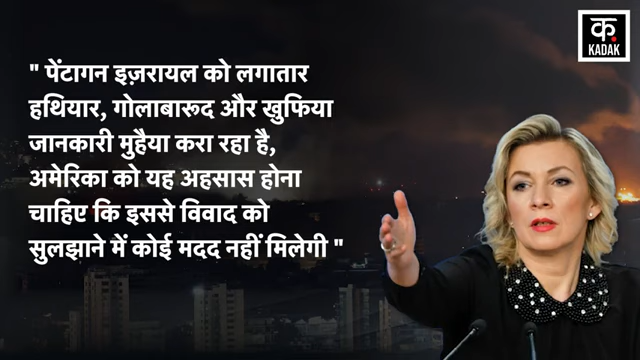 क.
KADAK
" पेंटागन इज़रायल को लगातार
हथियार, गोलाबारूद और खुफिया
जानकारी मुहैया करा रहा है,
अमेरिका को यह अहसास होना
चाहिए कि इससे विवाद को
सुलझाने में कोई मदद नहीं मिलेगी "